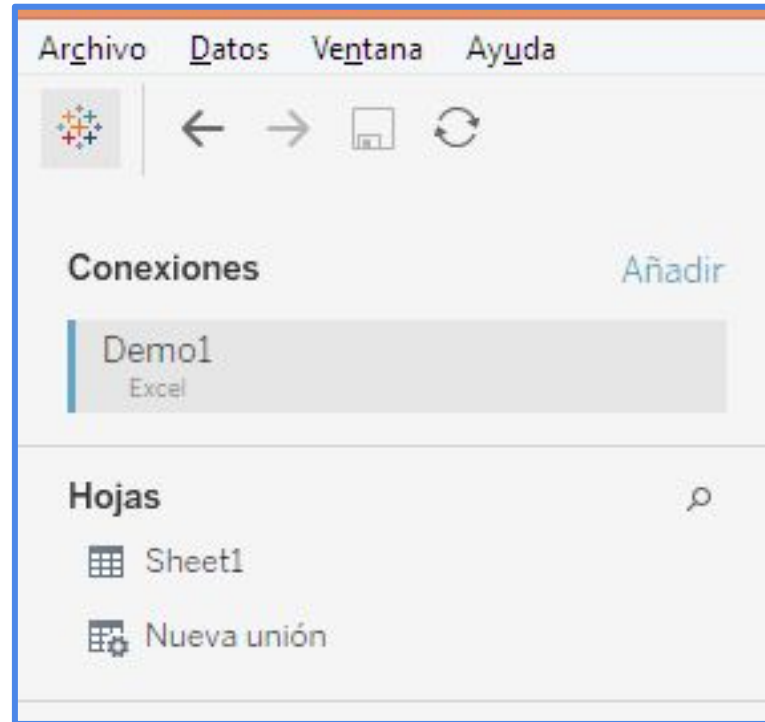 Archivo Datos Ventana Ayuda
Conexiones Añadir
Demo1
Excel
Hojas
Sheet1
Nueva unión